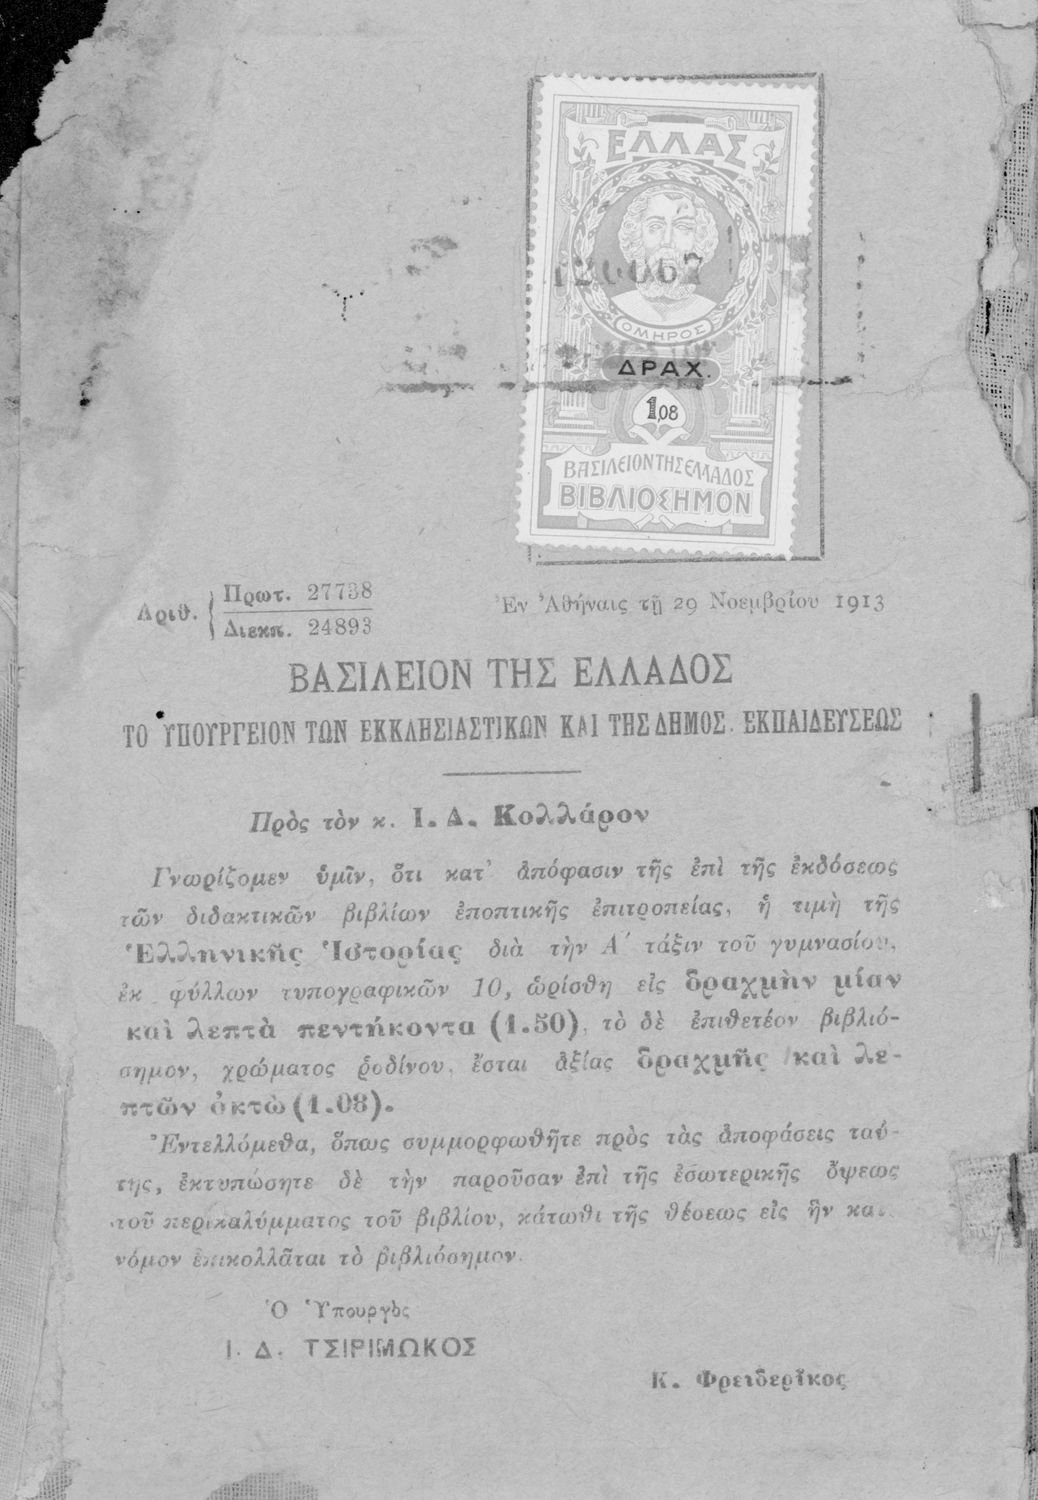 ΕΛΛΑΣ
ΟΜΗΡΟΣ
ΔΡΑΧ.
1,08
ΒΑΣΙΛΕΙΟΝ ΤΗΣ ΕΛΛΑΔΟΣ
ΒΙΒΛΙΟΣΗΜΟΝ
Ἀριθ. Πρωτ. 27738
Διεκπ. 24893
Ἐν Ἀθήναις τῇ 29 Νοεμβρίου 1913
ΒΑΣΙΛΕΙΟΝ ΤΗΣ ΕΛΛΑΔΟΣ
ΤΟ ΥΠΟΥΡΓΕΙΟΝ ΤΩΝ ΕΚΚΛΗΣΙΑΣΤΙΚΩΝ ΚΑΙ ΤΗΣ ΔΗΜΟΣ. ΕΚΠΑΙΔΕΥΣΕΩΣ
Πρὸς τὸν κ. Ι. Δ. Κολλάρον
Γνωρίζομεν ὑμῖν, ὅτι κατ' ἀπόφασιν τῆς ἐπὶ τῆς ἐκδόσεως
τῶν διδακτικῶν βιβλίων ἐποπτικῆς ἐπιτροπείας, ἡ τιμὴ τῆς
Ἑλληνικῆς Ἱστορίας διὰ τὴν Α΄ τάξιν τοῦ γυμνασίου,
ἐκ φύλλων τυπογραφικῶν 10, ὡρίσθη εἰς δραχμὴν μίαν
καὶ λεπτὰ πεντήκοντα (1.50), τὸ δὲ ἐπιθετέον βιβλιό-
σημον, χρώματος ῥοδίνου, ἔσται ἀξίας δραχμῆς καὶ λε-
πτῶν ὀκτὼ (1.08).
Ἐντελλόμεθα, ὅπως συμμορφωθῆτε πρὸς τὰς ἀποφάσεις ταύ-
της, ἐκτυπώσητε δὲ τὴν παροῦσαν ἐπὶ τῆς ἐσωτερικῆς ὄψεως
τοῦ περικαλύμματος τοῦ βιβλίου, κάτωθι τῆς θέσεως εἰς ἣν κα
νόμον ἐπικολλᾶται τὸ βιβλιόσημον.
Ὁ Ὑπουργὸς
Ι. Δ. ΤΣΙΡΙΜΩΚΟΣ
Κ. Φρειδερῖκος